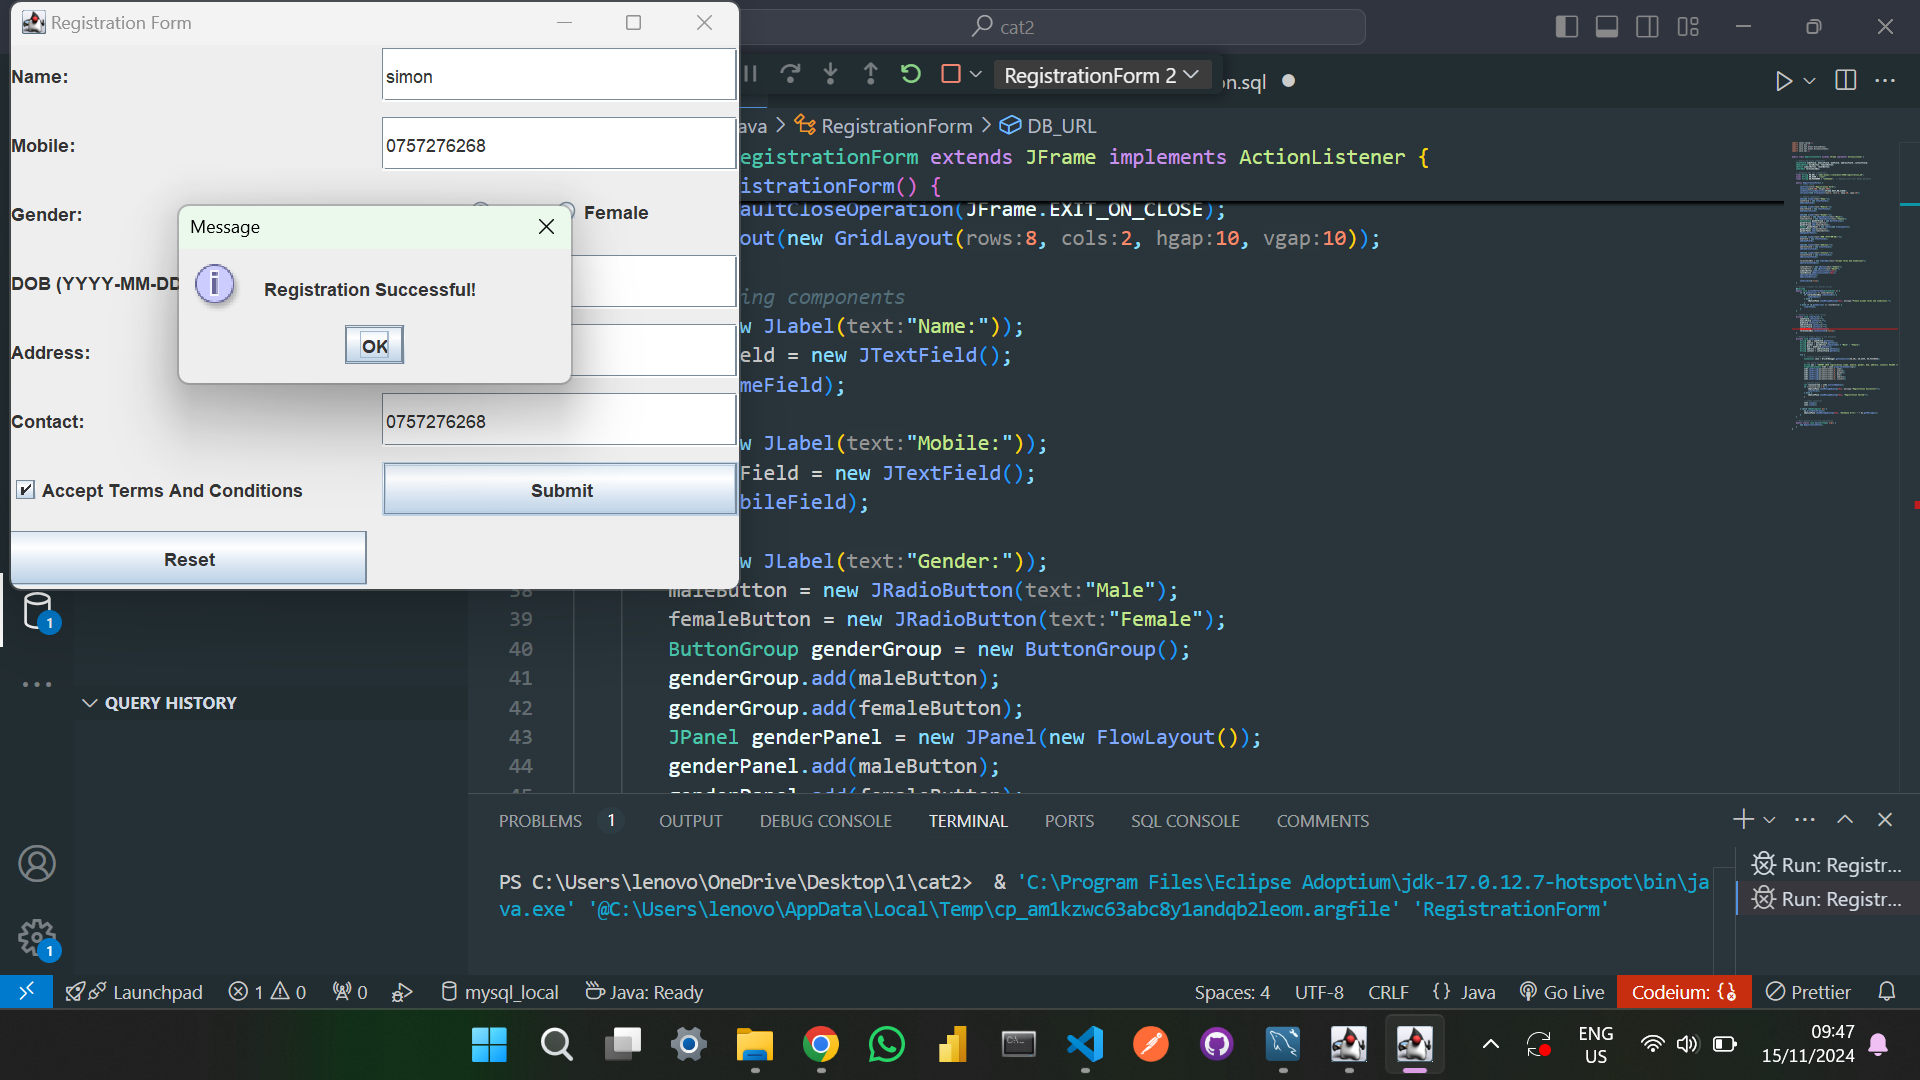 Registration Form
Name:
simon
Mobile:
0757276268
Gender:
Female
DOB (YYYY-MM-DD
Address:
Contact:
0757276268
Accept Terms And Conditions
Submit
Reset
Message
Registration Successful!
OK
cat2
RegistrationForm 2
n.sql
ava > RegistrationForm > DB_URL
egistrationForm extends JFrame implements ActionListener {
istrationForm() {
aultCloseOperation(JFrame.EXIT_ON_CLOSE);
out(new GridLayout(rows:8, cols:2, hgap:10, vgap:10));
ing components
w JLabel(text:"Name:"));
eld = new JTextField();
meField);
w JLabel(text:"Mobile:"));
Field = new JTextField();
bileField);
w JLabel(text:"Gender:"));
38 maleButton = new JRadioButton(text:"Male");
39 femaleButton = new JRadioButton(text:"Female");
40 ButtonGroup genderGroup = new ButtonGroup();
41 genderGroup.add(maleButton);
42 genderGroup.add(femaleButton);
43 JPanel genderPanel = new JPanel(new FlowLayout());
44 genderPanel.add(maleButton);
45 genderPanel.add(femaleButton);
1
QUERY HISTORY
1
PROBLEMS 1 OUTPUT DEBUG CONSOLE TERMINAL PORTS SQL CONSOLE COMMENTS
PS C:\Users\lenovo\OneDrive\Desktop\1\cat2> & 'C:\Program Files\Eclipse Adoptium\jdk-17.0.12.7-hotspot\bin\ja
va.exe' '@C:\Users\lenovo\AppData\Local\Temp\cp_am1kzwc63abc8y1andqb2leom.argfile' 'RegistrationForm'
Run: Registr...
Run: Registr...
Launchpad 1 0 0 mysql_local Java: Ready
Spaces: 4 UTF-8 CRLF {} Java Go Live Codeium: {} Prettier
ENG
US
09:47
15/11/2024